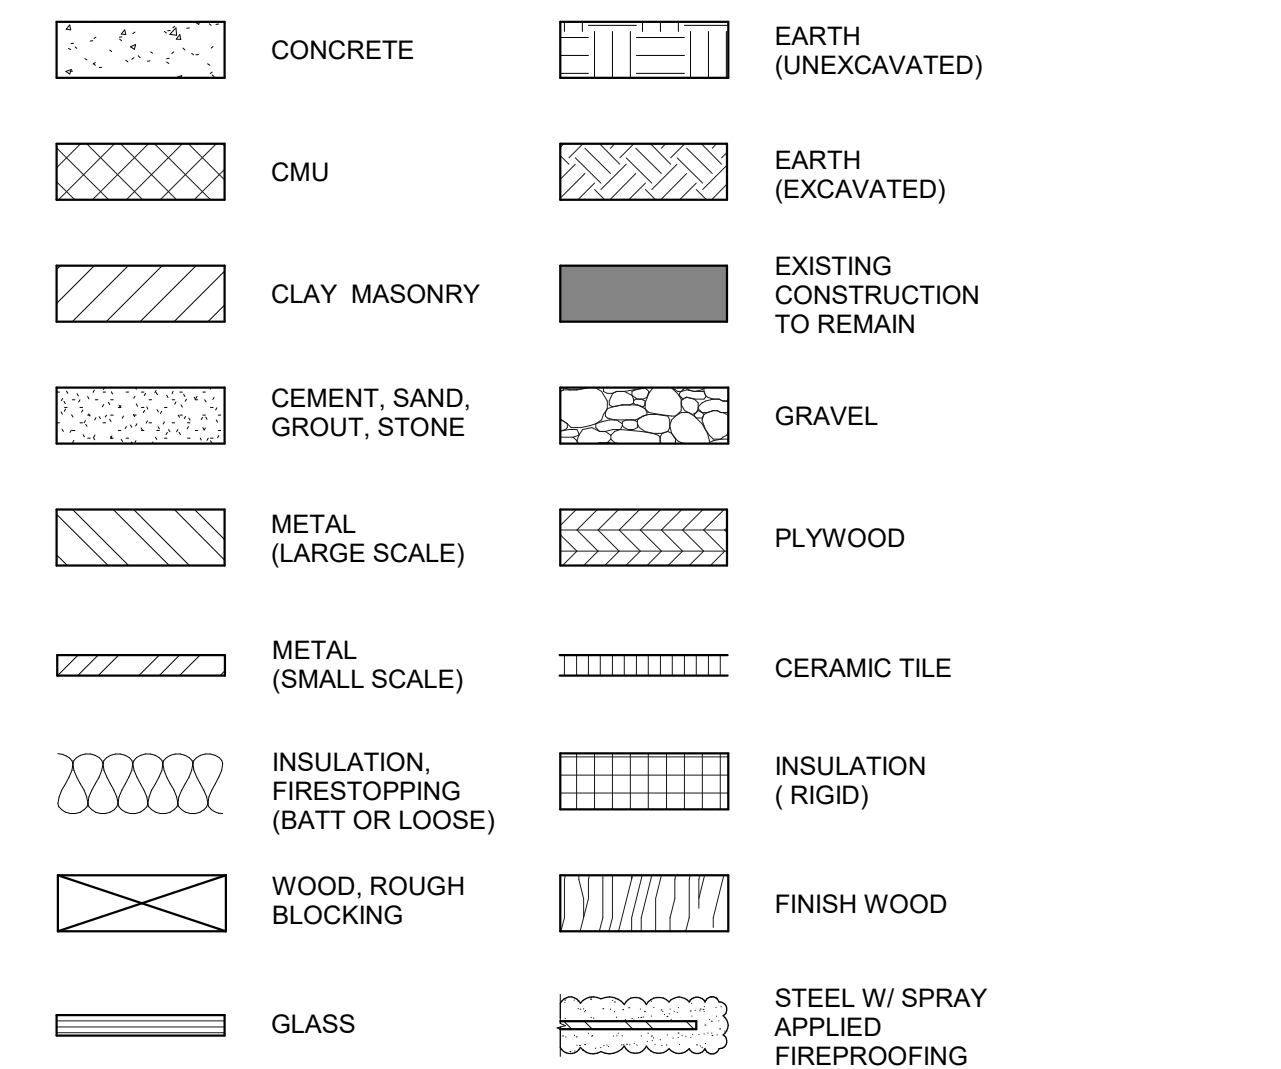 CONCRETE
EARTH
(UNEXCAVATED)
CMU
EARTH
(EXCAVATED)
CLAY  MASONRY
EXISTING
CONSTRUCTION
TO REMAIN
CEMENT, SAND,
GROUT, STONE
GRAVEL
METAL
(LARGE SCALE)
PLYWOOD
METAL
(SMALL SCALE)
CERAMIC TILE
INSULATION,
FIRESTOPPING
(BATT OR LOOSE)
INSULATION
( RIGID)
WOOD, ROUGH
BLOCKING
FINISH WOOD
GLASS
STEEL W/ SPRAY
APPLIED
FIREPROOFING